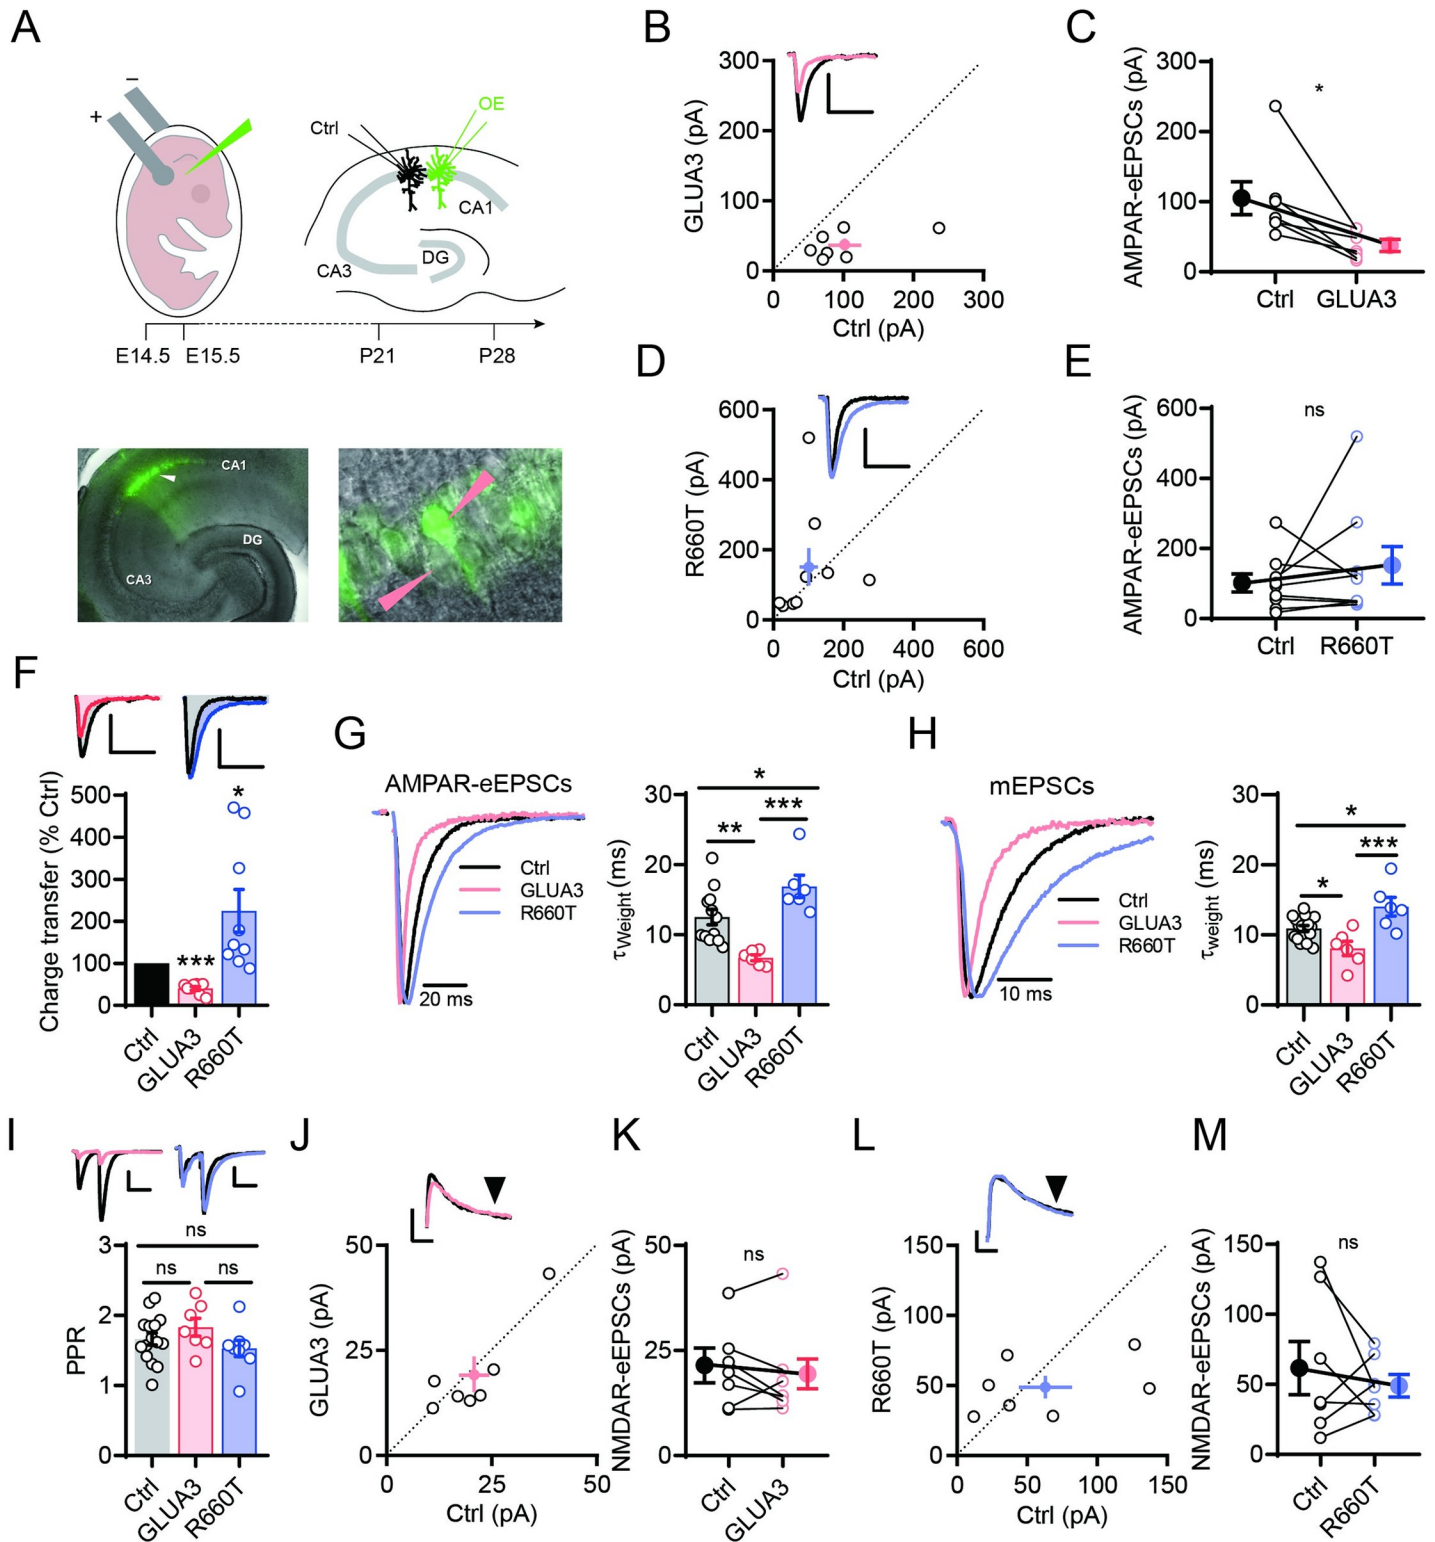 A
−
+
Ctrl
OE
CA1
CA3
DG
E14.5 E15.5 P21 P28
CA1
DG
CA3
B
GLUA3 (pA)
300
200
100
0
0 100 200 300
Ctrl (pA)
C
AMPAR-eEPSCs (pA)
300
200
100
0
*
Ctrl GLUA3
D
R660T (pA)
600
400
200
0
0 200 400 600
Ctrl (pA)
E
AMPAR-eEPSCs (pA)
600
400
200
0
ns
Ctrl R660T
F
Charge transfer (% Ctrl)
500
400
300
200
100
0
***
*
Ctrl
GLUA3
R660T
G
AMPAR-eEPSCs
Ctrl
GLUA3
R660T
20 ms
τWeight (ms)
30
20
10
0
*
***
**
Ctrl
GLUA3
R660T
H
mEPSCs
Ctrl
GLUA3
R660T
10 ms
τweight (ms)
30
20
10
0
*
***
*
Ctrl
GLUA3
R660T
I
PPR
3
2
1
0
ns
ns ns
Ctrl
GLUA3
R660T
J
GLUA3 (pA)
50
25
0
0 25 50
Ctrl (pA)
K
NMDAR-eEPSCs (pA)
50
25
0
ns
Ctrl
GLUA3
L
R660T (pA)
150
100
50
0
0 50 100 150
Ctrl (pA)
M
NMDAR-eEPSCs (pA)
150
100
50
0
ns
Ctrl
R660T